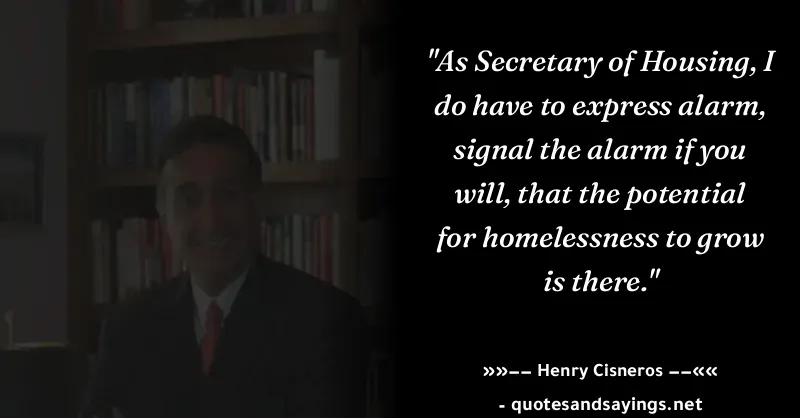 "As Secretary of Housing, I
do have to express alarm,
signal the alarm if you
will, that the potential
for homelessness to grow
is there."
»»−− Henry Cisneros −−««
- quotesandsayings.net